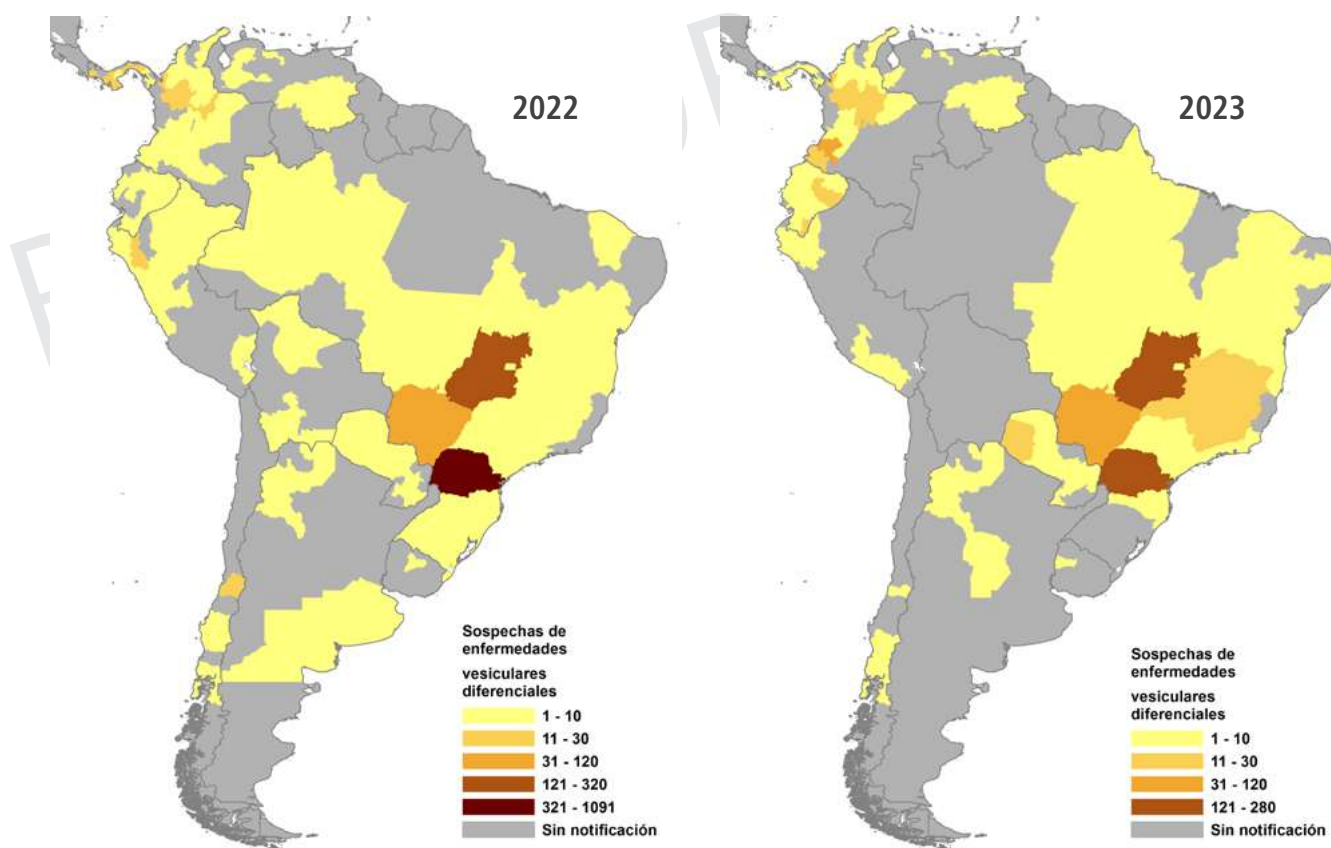 2022
Sospechas de
enfermedades
vesiculares
diferenciales
1 - 10
11 - 30
31 - 120
121 - 320
321 - 1091
Sin notificación
2023
Sospechas de
enfermedades
vesiculares
diferenciales
1 - 10
11 - 30
31 - 120
121 - 280
Sin notificación